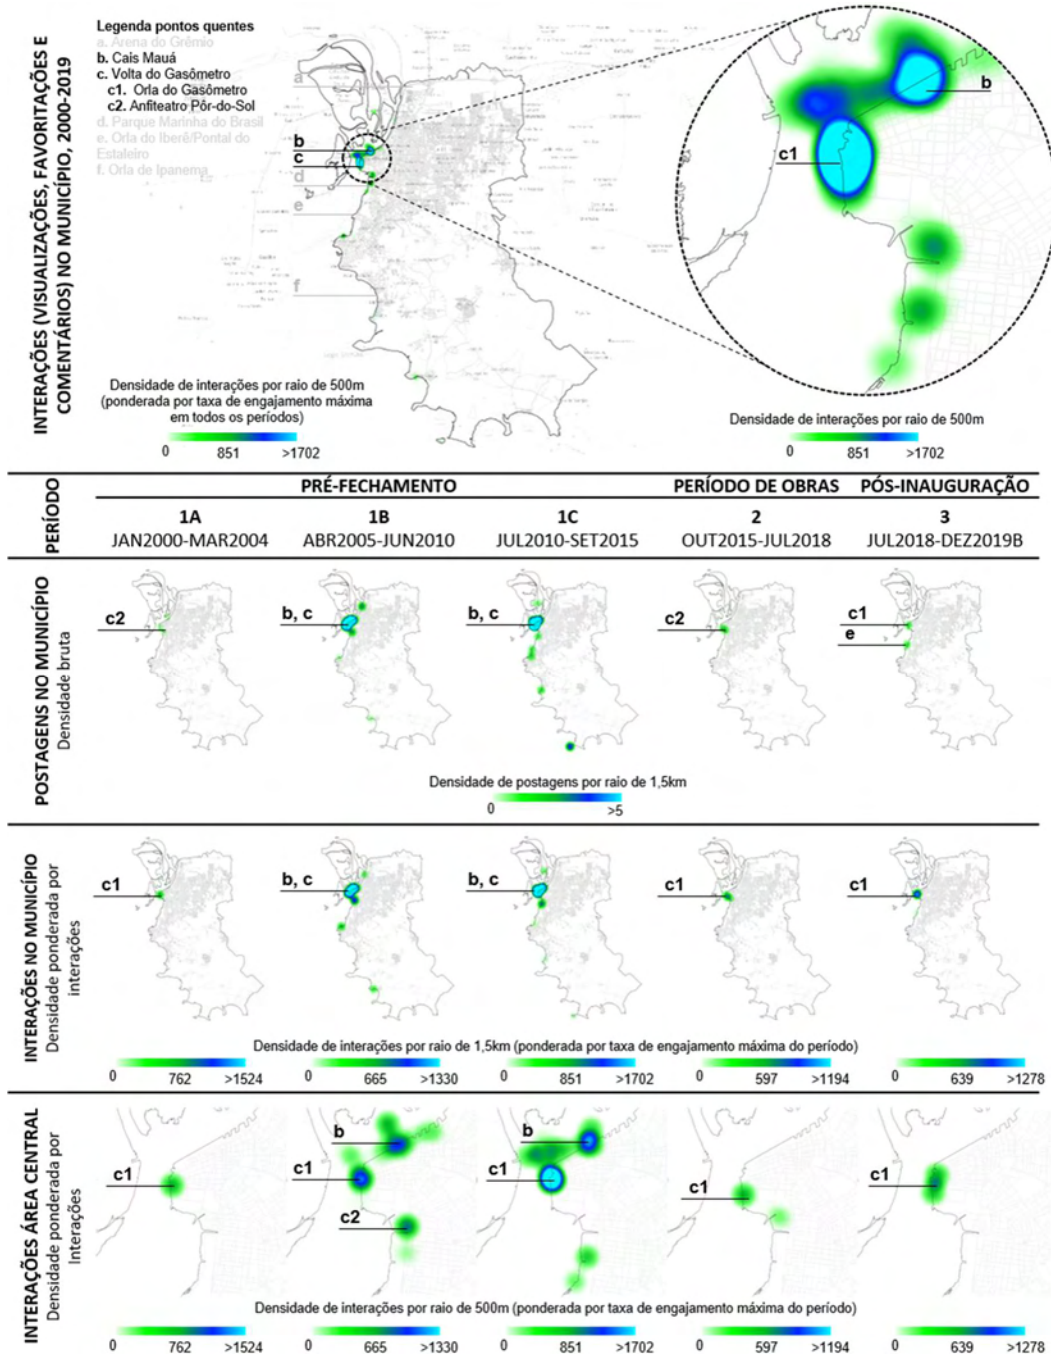 INTERAÇÕES (VISUALIZAÇÕES, FAVORITAÇÕES E
COMENTÁRIOS) NO MUNICÍPIO, 2000-2019
Legenda pontos quentes
a. Arena do Grêmio
b. Cais Mauá
c. Volta do Gasômetro
c1. Orla do Gasômetro
c2. Anfiteatro Pôr-do-Sol
d. Parque Marinha do Brasil
e. Orla do Iberê/Pontal do
Estaleiro
f. Orla de Ipanema
a
b
c
d
e
f
b
c1
Densidade de interações por raio de 500m
(ponderada por taxa de engajamento máxima
em todos os períodos)
0 851 >1702
Densidade de interações por raio de 500m
0 851 >1702
PERÍODO
PRÉ-FECHAMENTO PERÍODO DE OBRAS PÓS-INAUGURAÇÃO
1A 1B 1C 2 3
JAN2000-MAR2004 ABR2005-JUN2010 JUL2010-SET2015 OUT2015-JUL2018 JUL2018-DEZ2019B
POSTAGENS NO MUNICÍPIO
Densidade bruta
c2 b, c b, c c2 c1
e
Densidade de postagens por raio de 1,5km
0 >5
INTERAÇÕES NO MUNICÍPIO
Densidade ponderada por
interações
c1 b, c b, c c1 c1
Densidade de interações por raio de 1,5km (ponderada por taxa de engajamento máxima do período)
0 762 >1524 0 665 >1330 0 851 >1702 0 597 >1194 0 639 >1278
INTERAÇÕES ÁREA CENTRAL
Densidade ponderada por
Interações
b b
c1 c1 c1 c1 c1
c2
Densidade de interações por raio de 500m (ponderada por taxa de engajamento máxima do período)
0 762 >1524 0 665 >1330 0 851 >1702 0 597 >1194 0 639 >1278